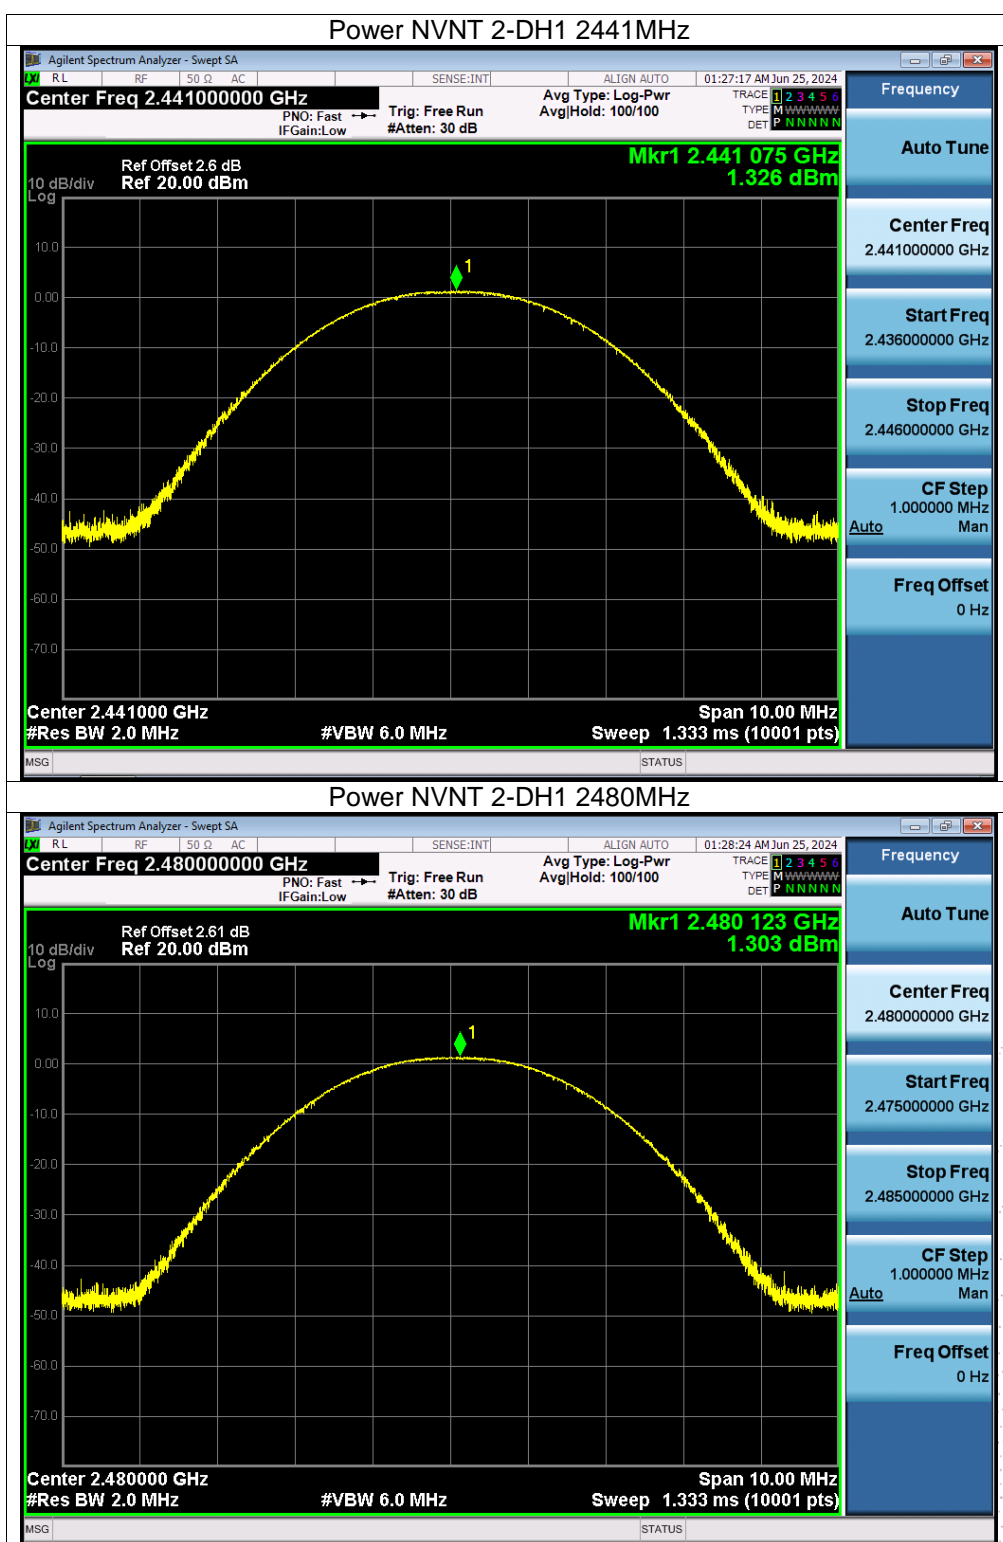 Power NVNT 2-DH1 2441MHz
Agilent Spectrum Analyzer - Swept SA
LXI RL RF 50 Ω AC SENSE:INT ALIGN AUTO 01:27:17 AM Jun 25, 2024
Center Freq 2.441000000 GHz
PNO: Fast
IFGain:Low
Trig: Free Run
#Atten: 30 dB
Avg Type: Log-Pwr
Avg|Hold: 100/100
TRACE 1 2 3 4 5 6
TYPE M W W W W W
DET P N N N N N
Mkr1 2.441 075 GHz
1.326 dBm
Ref Offset 2.6 dB
10 dB/div Ref 20.00 dBm
Log
1
10.0
0.00
-10.0
-20.0
-30.0
-40.0
-50.0
-60.0
-70.0
Center 2.441000 GHz Span 10.00 MHz
#Res BW 2.0 MHz #VBW 6.0 MHz Sweep 1.333 ms (10001 pts)
MSG STATUS
Frequency
Auto Tune
Center Freq
2.441000000 GHz
Start Freq
2.436000000 GHz
Stop Freq
2.446000000 GHz
CF Step
1.000000 MHz
Auto Man
Freq Offset
0 Hz
Power NVNT 2-DH1 2480MHz
Agilent Spectrum Analyzer - Swept SA
LXI RL RF 50 Ω AC SENSE:INT ALIGN AUTO 01:28:24 AM Jun 25, 2024
Center Freq 2.480000000 GHz
PNO: Fast
IFGain:Low
Trig: Free Run
#Atten: 30 dB
Avg Type: Log-Pwr
Avg|Hold: 100/100
TRACE 1 2 3 4 5 6
TYPE M W W W W W
DET P N N N N N
Mkr1 2.480 123 GHz
1.303 dBm
Ref Offset 2.61 dB
10 dB/div Ref 20.00 dBm
Log
1
10.0
0.00
-10.0
-20.0
-30.0
-40.0
-50.0
-60.0
-70.0
Center 2.480000 GHz Span 10.00 MHz
#Res BW 2.0 MHz #VBW 6.0 MHz Sweep 1.333 ms (10001 pts)
MSG STATUS
Frequency
Auto Tune
Center Freq
2.480000000 GHz
Start Freq
2.475000000 GHz
Stop Freq
2.485000000 GHz
CF Step
1.000000 MHz
Auto Man
Freq Offset
0 Hz